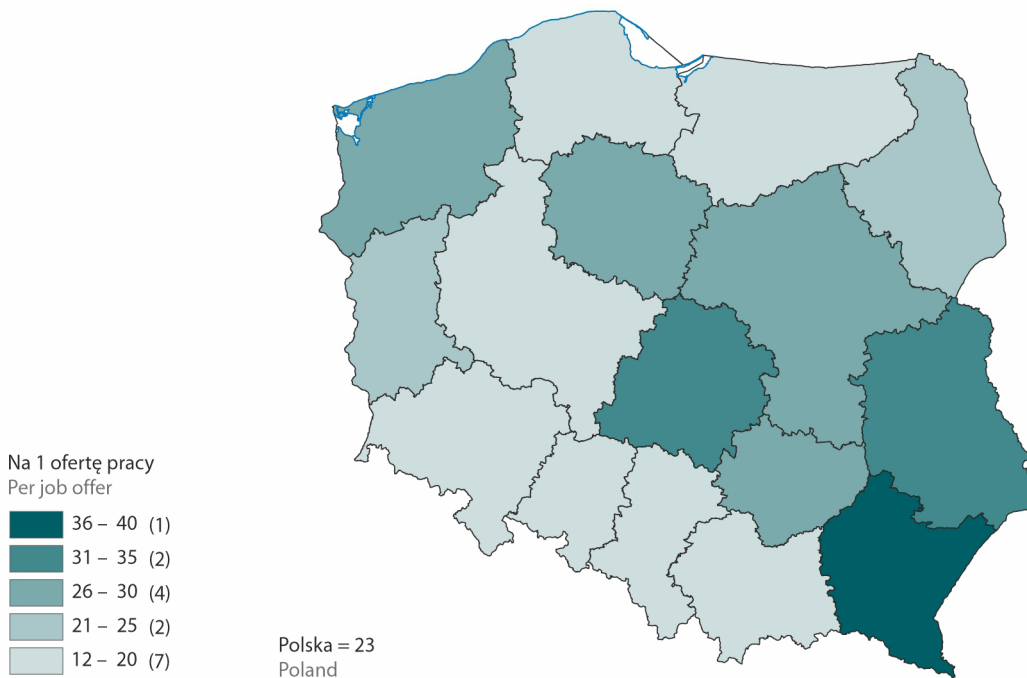 Na 1 ofertę pracy
Per job offer
36 – 40 (1)
31 – 35 (2)
26 – 30 (4)
21 – 25 (2)
12 – 20 (7)
Polska = 23
Poland